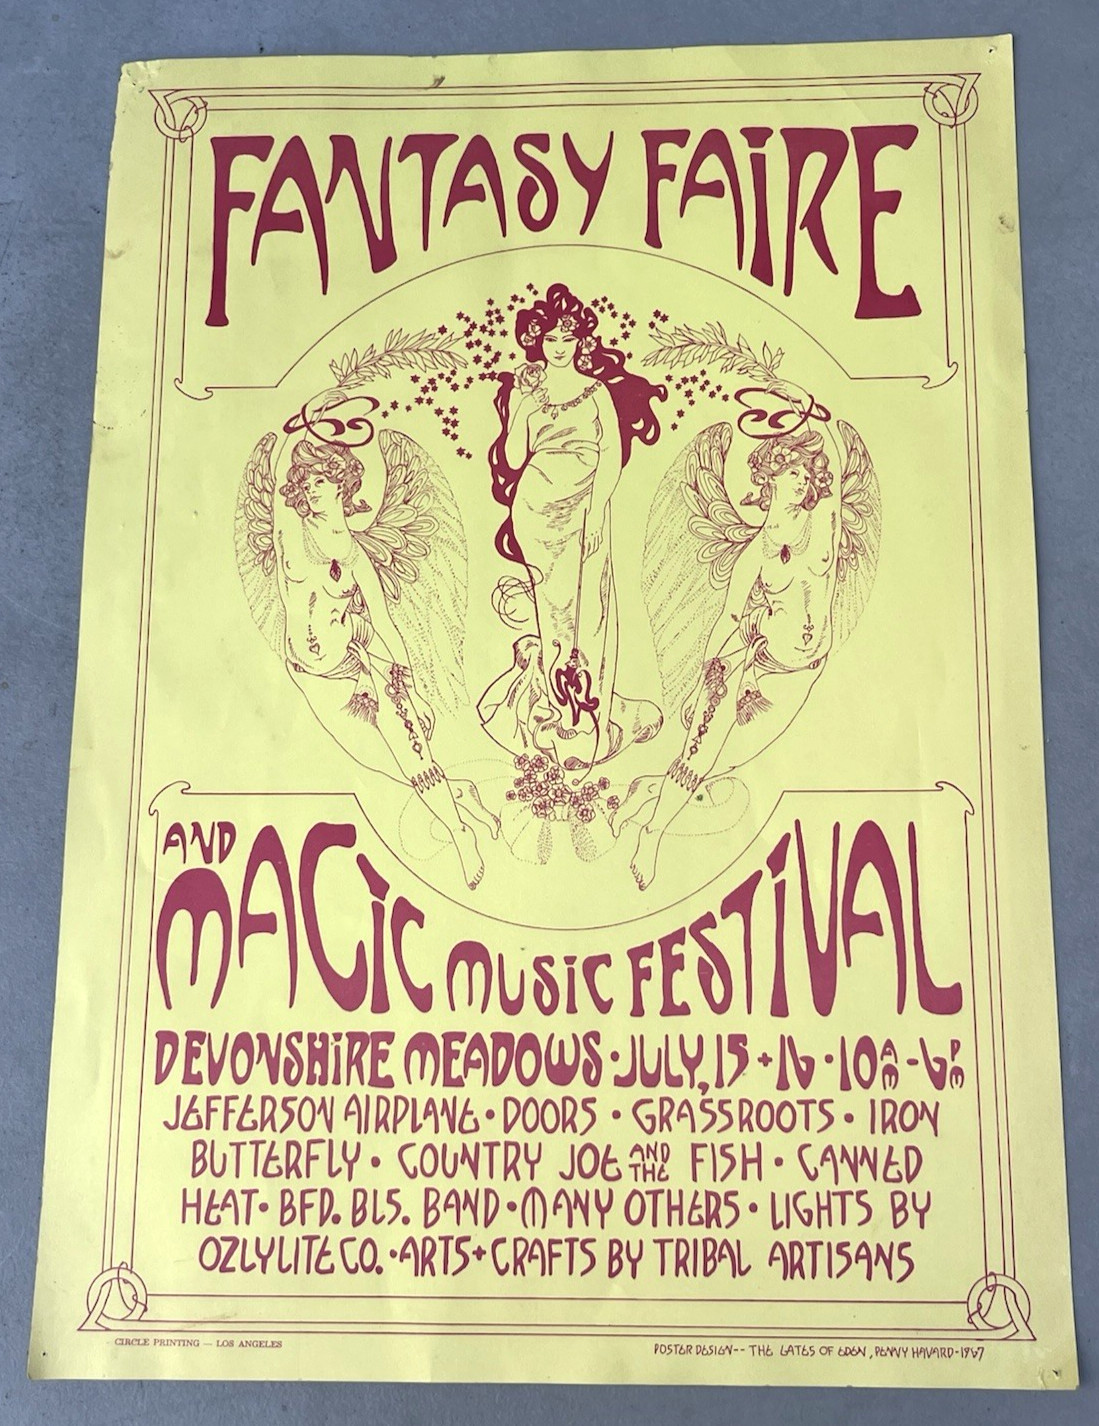 FANTASY FAiRE
AND
MAGiC MUSiC FESTiVAL
DEVONSHiRE MEADOWS • JULY, 15 + 16 • 10 AM - 6 PM
JEFFERSON AIRPLANE • DOORS • GRASSROOTS • IRON
BUTTERFLY • COUNTRY JOE AND THE FISH • CANNED
HEAT • BFD. BLS. BAND • MANY OTHERS • LIGHTS BY
OZLYLITE CO. • ARTS + CRAFTS BY TRIBAL ARTISANS
CIRCLE PRINTING — LOS ANGELES
POSTER DESIGN -- THE GATES OF EDEN, PENNY HAVARD - 1967